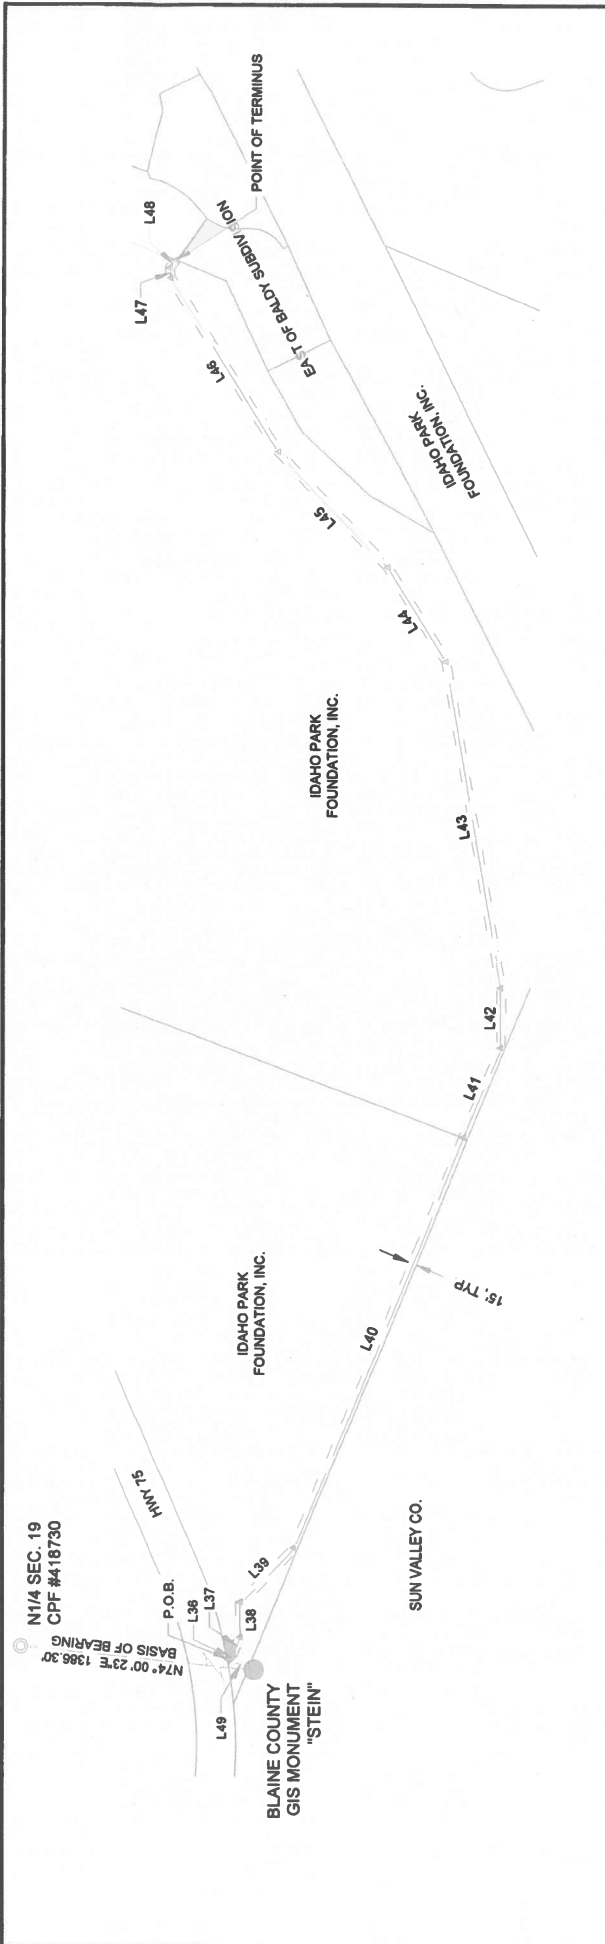 N1/4 SEC. 19
CPF #418730
N74° 00' 23"E 1386.30'
BASIS OF BEARING
P.O.B.
L36
L37
L38
L39
L49
HWY 75
BLAINE COUNTY
GIS MONUMENT
"STEIN"
IDAHO PARK
FOUNDATION, INC.
SUN VALLEY CO.
L40
15', TYP
L41
L42
L43
IDAHO PARK
FOUNDATION, INC.
L44
L45
L46
L47
L48
POINT OF TERMINUS
EAST OF BALDY SUBDIVISION
IDAHO PARK
FOUNDATION, INC.